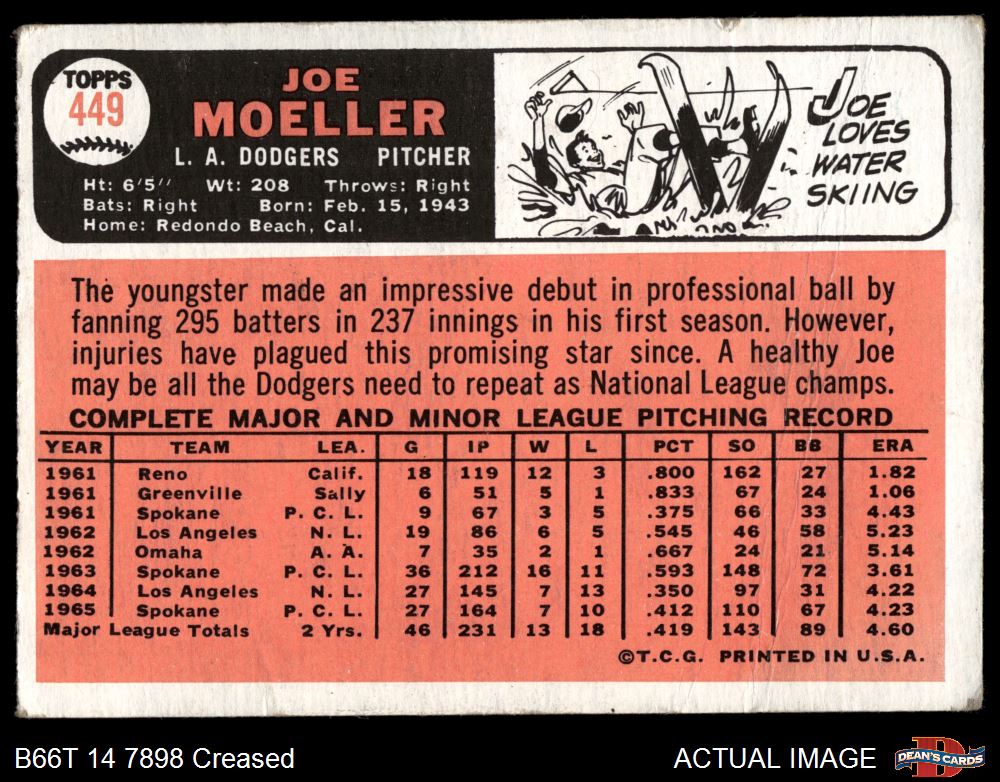 TOPPS
449
JOE
MOELLER
L. A. DODGERS PITCHER
Ht: 6'5" Wt: 208 Throws: Right
Bats: Right Born: Feb. 15, 1943
Home: Redondo Beach, Cal.
JOE
LOVES
WATER
SKIING
The youngster made an impressive debut in professional ball by
fanning 295 batters in 237 innings in his first season. However,
injuries have plagued this promising star since. A healthy Joe
may be all the Dodgers need to repeat as National League champs.
COMPLETE MAJOR AND MINOR LEAGUE PITCHING RECORD
YEAR TEAM LEA. G IP W L PCT SO BB ERA
1961 Reno Calif. 18 119 12 3 .800 162 27 1.82
1961 Greenville Sally 6 51 5 1 .833 67 24 1.06
1961 Spokane P. C. L. 9 67 3 5 .375 66 33 4.43
1962 Los Angeles N. L. 19 86 6 5 .545 46 58 5.23
1962 Omaha A. A. 7 35 2 1 .667 24 21 5.14
1963 Spokane P. C. L. 36 212 16 11 .593 148 72 3.61
1964 Los Angeles N. L. 27 145 7 13 .350 97 31 4.22
1965 Spokane P. C. L. 27 164 7 10 .412 110 67 4.23
Major League Totals 2 Yrs. 46 231 13 18 .419 143 89 4.60
©T.C.G. PRINTED IN U.S.A.
B66T 14 7898 Creased
ACTUAL IMAGE
D
DEAN'S CARDS